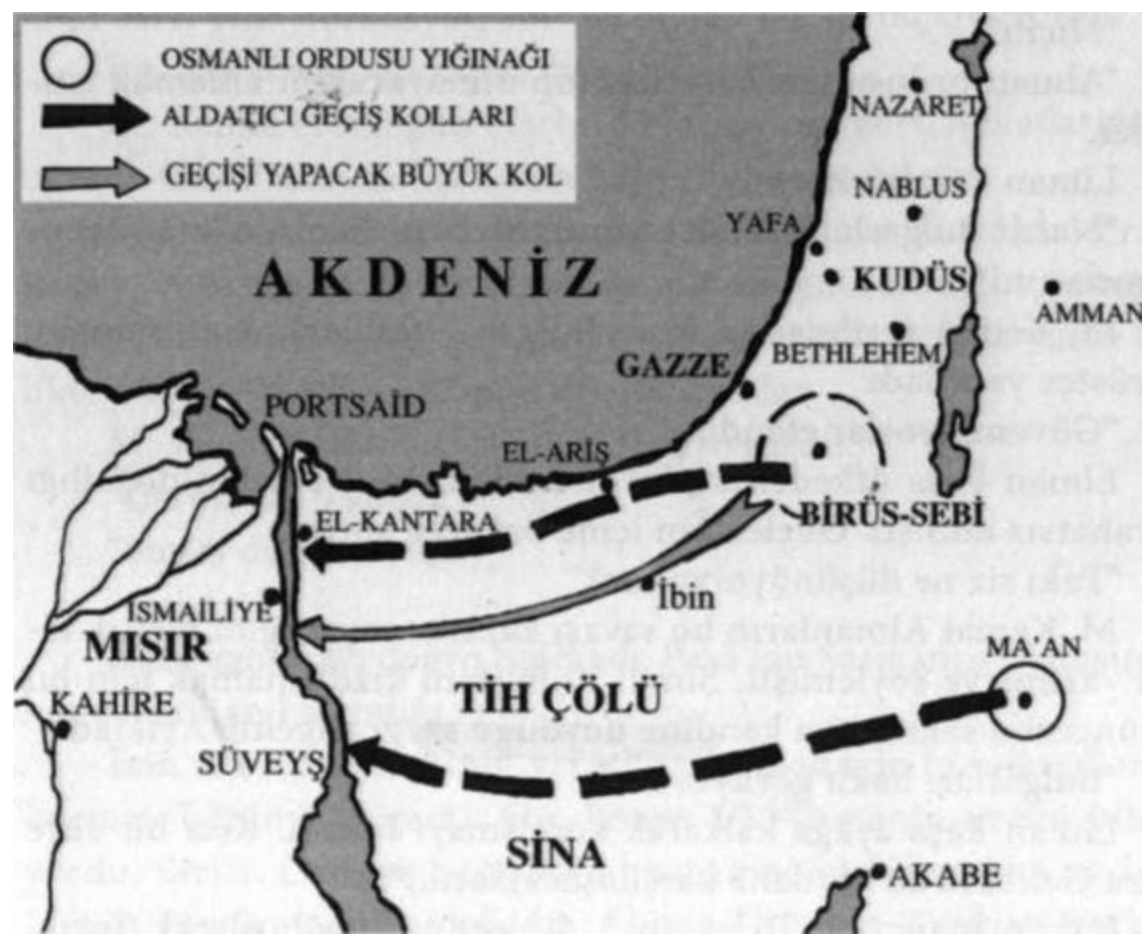 OSMANLI ORDUSU YIĞINAĞI
ALDATICI GEÇİŞ KOLLARI
GEÇİŞİ YAPACAK BÜYÜK KOL
NAZARET
NABLUS
YAFA
AKDENİZ
KUDÜS
AMMAN
BETHLEHEM
GAZZE
PORTSAİD
EL-ARİŞ
BİRÜS-SEBİ
EL-KANTARA
İbin
İSMAİLİYE
MISIR
MA'AN
KAHİRE
TİH ÇÖLÜ
SÜVEYŞ
SİNA
AKABE